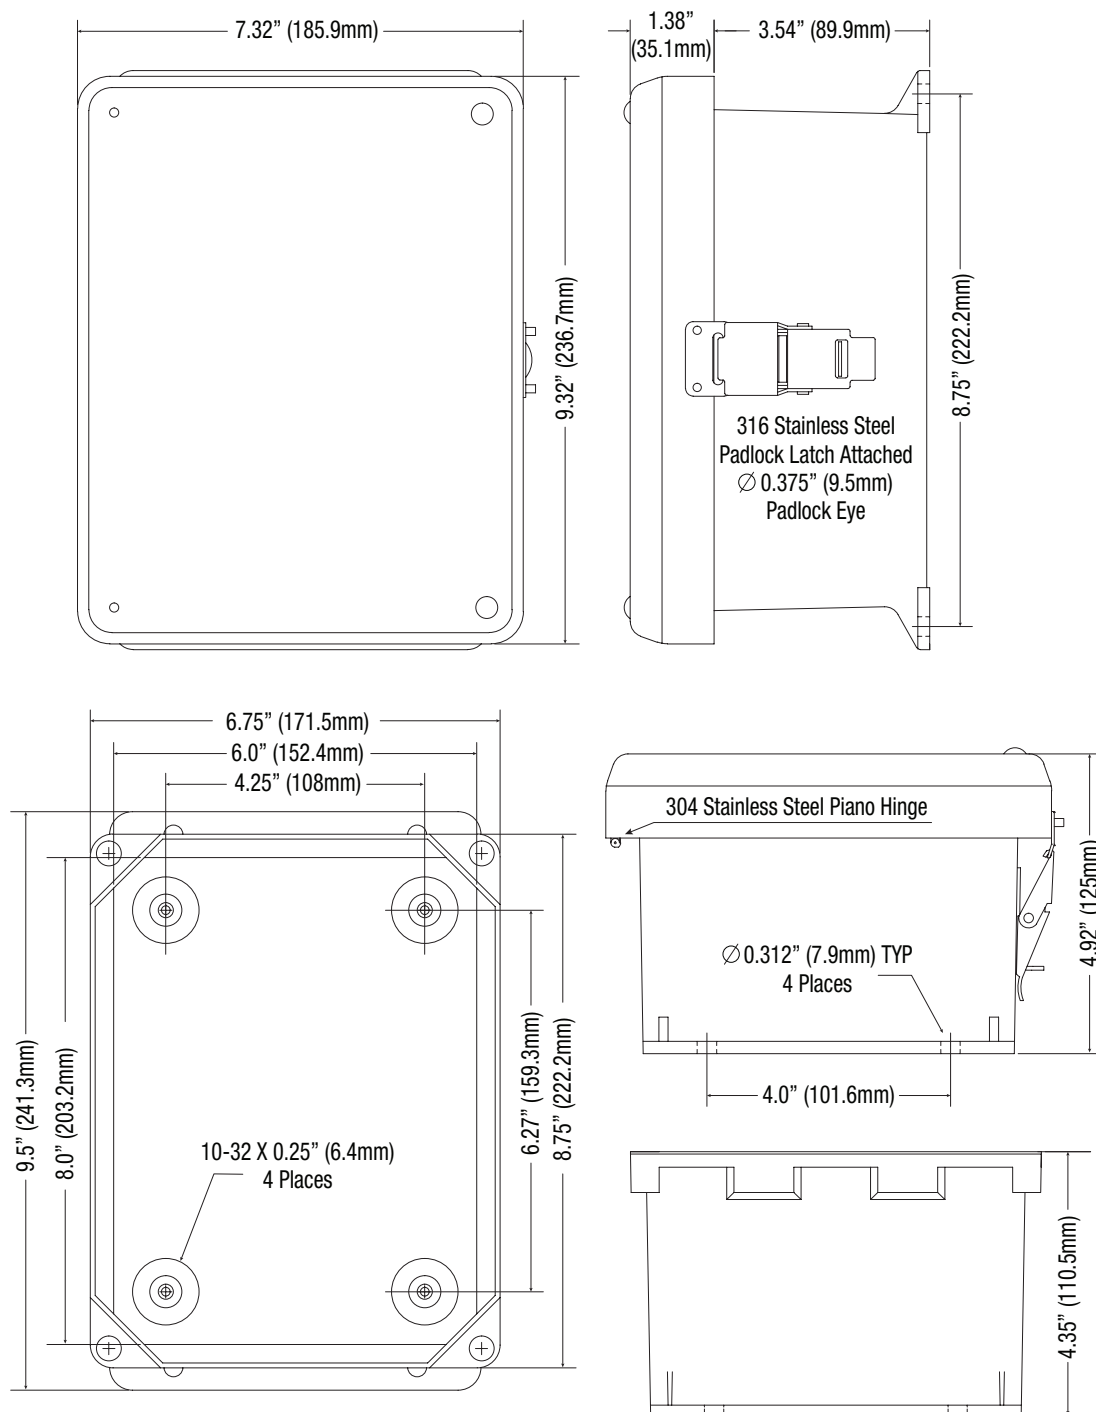 7.32” (185.9mm)
1.38”
(35.1mm)
3.54” (89.9mm)
9.32” (236.7mm)
8.75” (222.2mm)
316 Stainless Steel
Padlock Latch Attached
∅ 0.375” (9.5mm)
Padlock Eye
6.75” (171.5mm)
6.0” (152.4mm)
4.25” (108mm)
9.5” (241.3mm)
8.0” (203.2mm)
6.27” (159.3mm)
8.75” (222.2mm)
10-32 X 0.25” (6.4mm)
4 Places
304 Stainless Steel Piano Hinge
∅ 0.312” (7.9mm) TYP
4 Places
4.92” (125mm)
4.0” (101.6mm)
4.35” (110.5mm)